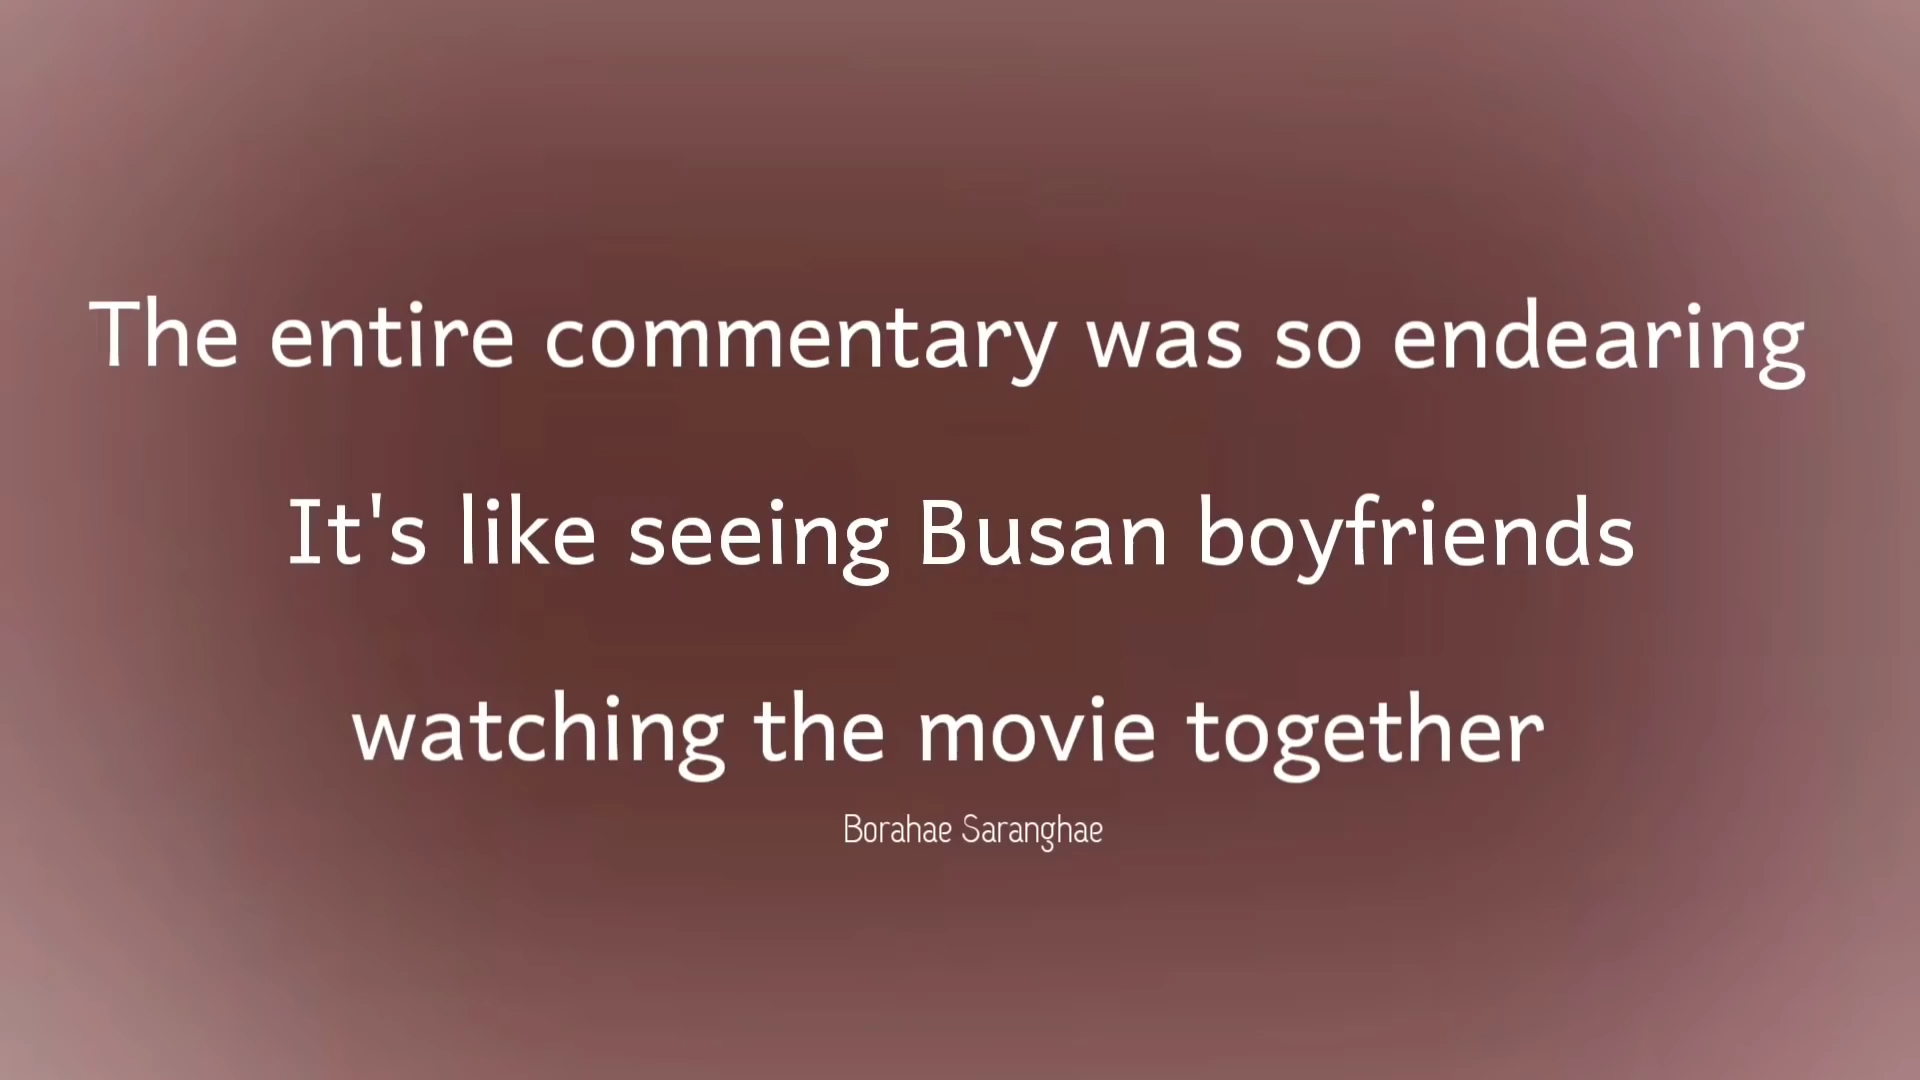 The entire commentary was so endearing
It's like seeing Busan boyfriends
watching the movie together
Borahae Saranghae